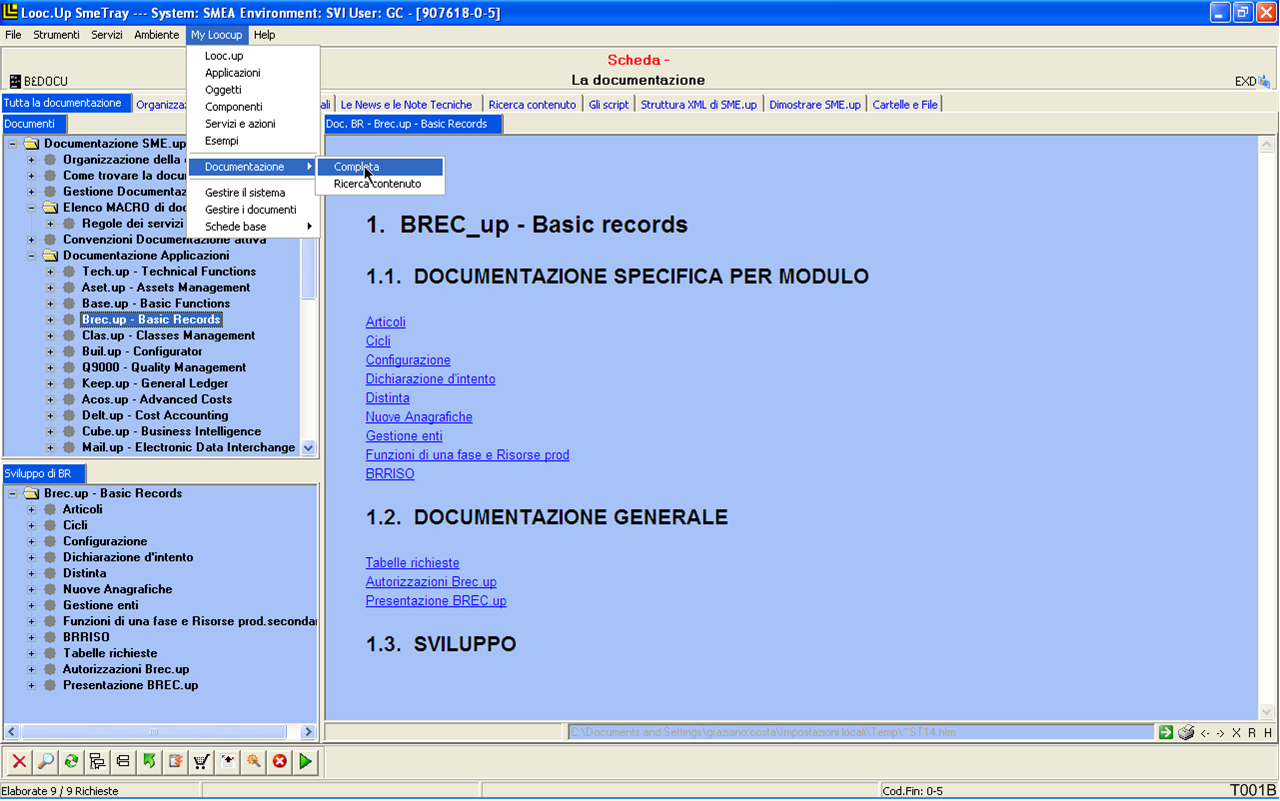 Looc.Up SmeTray --- System: SMEA Environment: SVI User: GC - [907618-0-5]
File Strumenti Servizi Ambiente My Loocup Help
Looc.up
Applicazioni
Oggetti
Componenti
Servizi e azioni
Esempi
Documentazione
Gestire il sistema
Gestire i documenti
Schede base
Completa
Ricerca contenuto
Scheda -
La documentazione
B£DOCU
EXD
Tutta la documentazione
Le News e le Note Tecniche
Ricerca contenuto
Gli script
Struttura XML di SME.up
Dimostrare SME.up
Cartelle e File
Documenti
Documentazione SME.up
Organizzazione della
Come trovare la
Elenco MACRO di
Regole dei servizi
Convenzioni Documentazione attiva
Documentazione Applicazioni
Tech.up - Technical Functions
Aset.up - Assets Management
Base.up - Basic Functions
Brec.up - Basic Records
Clas.up - Classes Management
Buil.up - Configurator
Q9000 - Quality Management
Keep.up - General Ledger
Acos.up - Advanced Costs
Delt.up - Cost Accounting
Cube.up - Business Intelligence
Mail.up - Electronic Data Interchange
Sviluppo di BR
Brec.up - Basic Records
Articoli
Cicli
Configurazione
Dichiarazione d'intento
Distinta
Nuove Anagrafiche
Gestione enti
Funzioni di una fase e Risorse prod.secondar
BRRISO
Tabelle richieste
Autorizzazioni Brec.up
Presentazione BREC.up
Doc. BR - Brec.up - Basic Records
1. BREC_up - Basic records
1.1. DOCUMENTAZIONE SPECIFICA PER MODULO
Articoli
Cicli
Configurazione
Dichiarazione d'intento
Distinta
Nuove Anagrafiche
Gestione enti
Funzioni di una fase e Risorse prod
BRRISO
1.2. DOCUMENTAZIONE GENERALE
Tabelle richieste
Autorizzazioni Brec.up
Presentazione BREC.up
1.3. SVILUPPO
C:\Documents and Settings\graziano.costa\Impostazioni locali\Temp\~ST14.htm
<- -> X R H
Elaborate 9 / 9 Richieste
Cod.Fin: 0-5
T001B